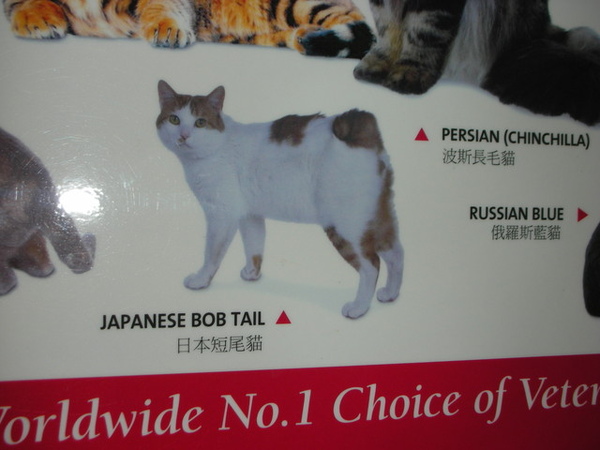 PERSIAN (CHINCHILLA)
波斯長毛貓
RUSSIAN BLUE
俄羅斯藍貓
JAPANESE BOB TAIL
日本短尾貓
Worldwide No.1 Choice of Veter